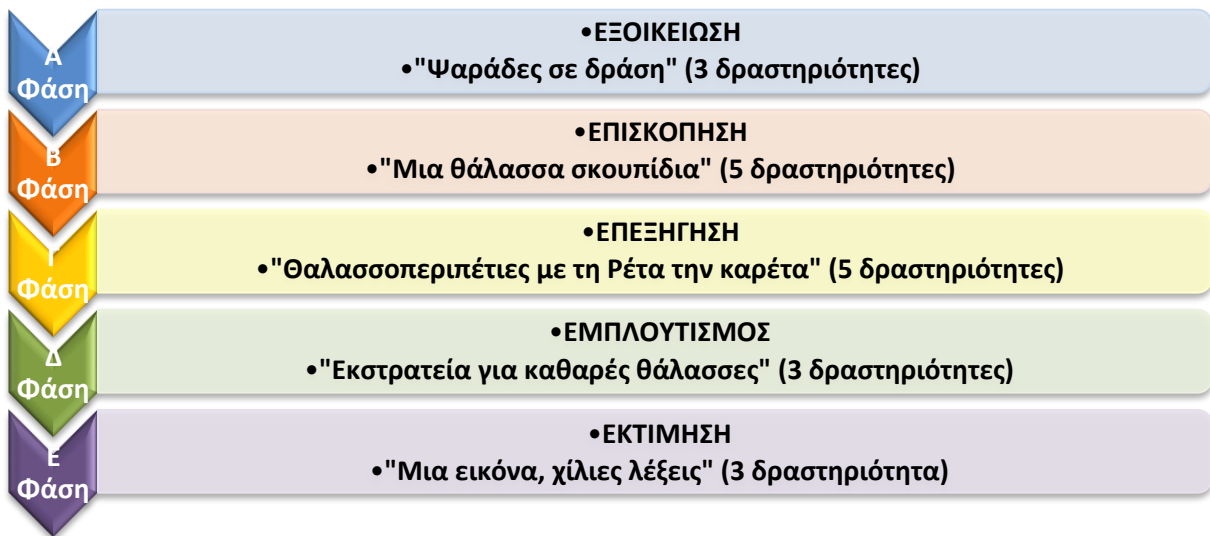 Α
Φάση
•ΕΞΟΙΚΕΙΩΣΗ
•"Ψαράδες σε δράση" (3 δραστηριότητες)
Β
Φάση
•ΕΠΙΣΚΟΠΗΣΗ
•"Μια θάλασσα σκουπίδια" (5 δραστηριότητες)
Γ
Φάση
•ΕΠΕΞΗΓΗΣΗ
•"Θαλασσοπεριπέτιες με τη Ρέτα την καρέτα" (5 δραστηριότητες)
Δ
Φάση
•ΕΜΠΛΟΥΤΙΣΜΟΣ
•"Εκστρατεία για καθαρές θάλασσες" (3 δραστηριότητες)
Ε
Φάση
•ΕΚΤΙΜΗΣΗ
•"Μια εικόνα, χίλιες λέξεις" (3 δραστηριότητα)